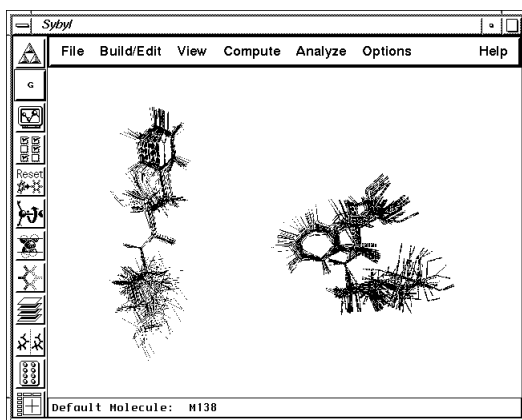 Sybyl
File Build/Edit View Compute Analyze Options Help
G
Reset
Default Molecule: M138